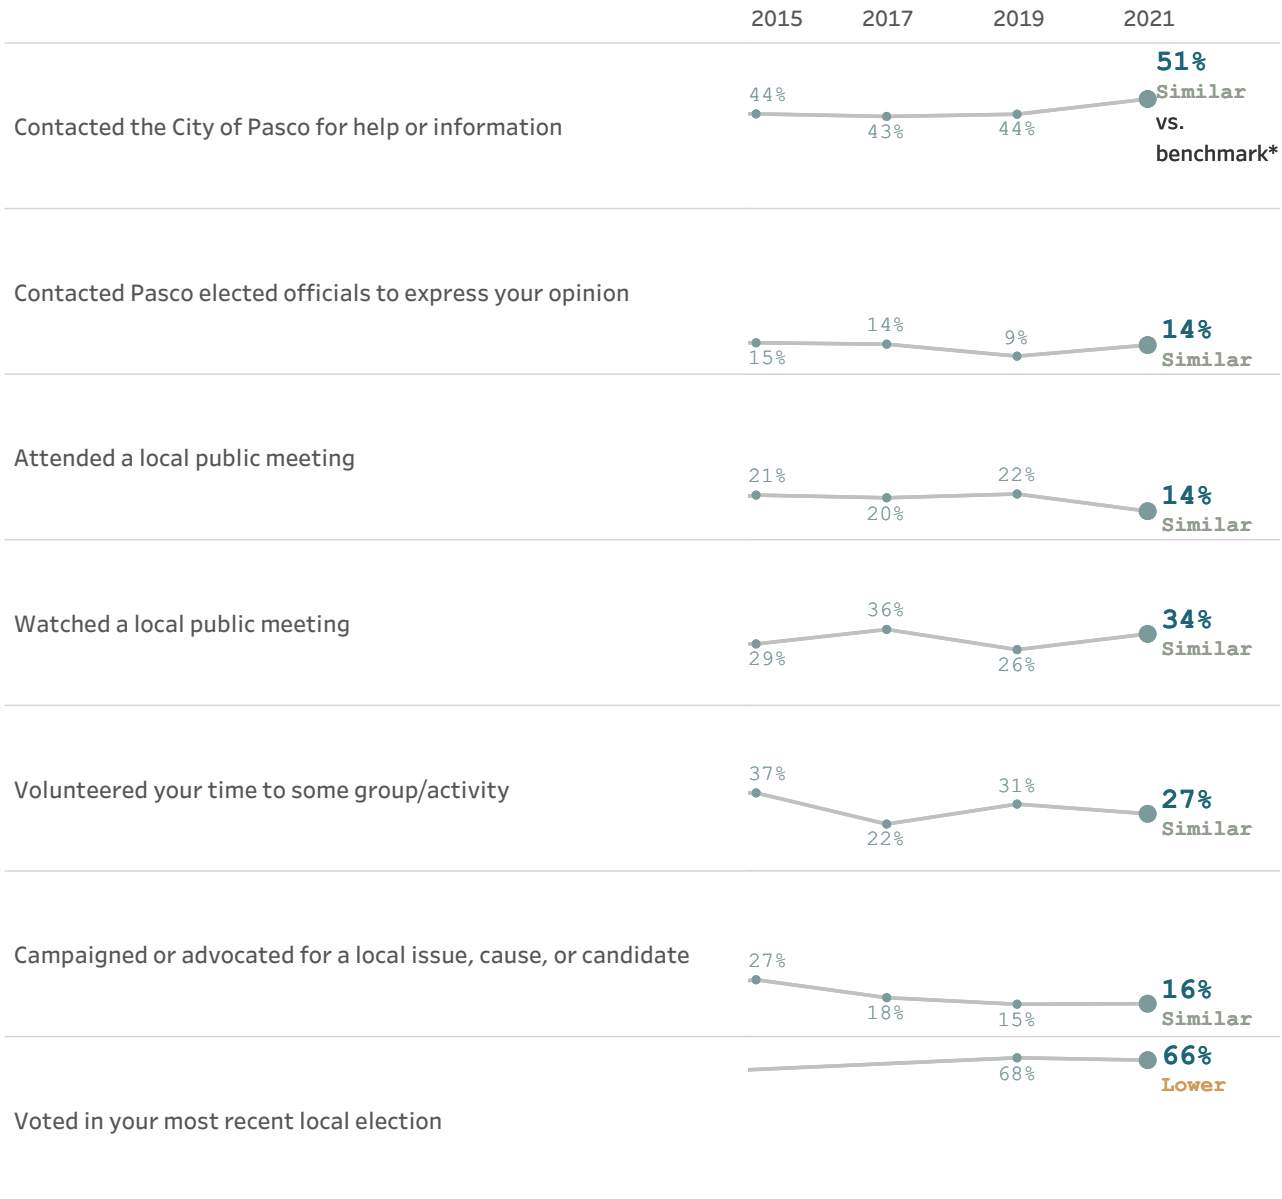 2015 2017 2019 2021
Contacted the City of Pasco for help or information
44% 43% 44% 51%
Similar
vs.
benchmark*
Contacted Pasco elected officials to express your opinion
15% 14% 9% 14%
Similar
Attended a local public meeting
21% 20% 22% 14%
Similar
Watched a local public meeting
29% 36% 26% 34%
Similar
Volunteered your time to some group/activity
37% 22% 31% 27%
Similar
Campaigned or advocated for a local issue, cause, or candidate
27% 18% 15% 16%
Similar
Voted in your most recent local election
68% 66%
Lower